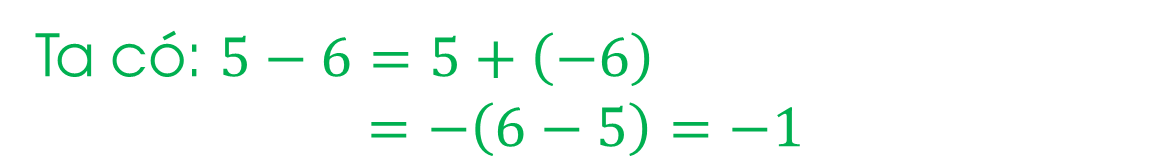 Ta có: 5 − 6 = 5 + (−6)
= −(6 − 5) = −1